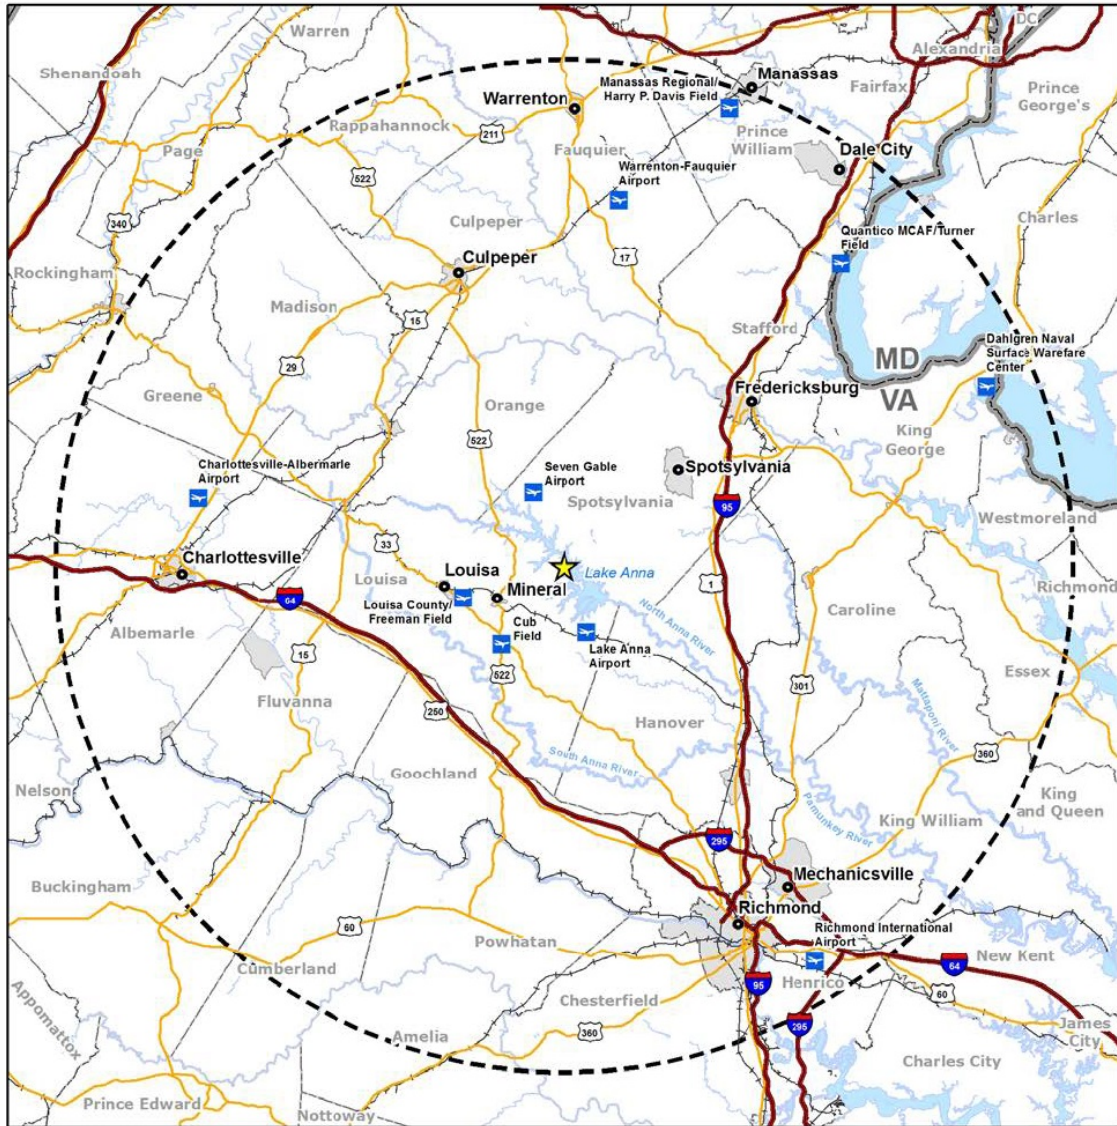 Warren
DC
Alexandria
Shenandoah
Manassas
Manassas Regional/
Harry P. Davis Field
Fairfax
Prince
George's
Warrenton
Rappahannock
211
Page
Fauquier
Prince
William
Dale City
522
Warrenton-Fauquier
Airport
Culpeper
Charles
340
Quantico MCAF/Turner
Field
17
Culpeper
Rockingham
Madison
15
Stafford
Dahlgren Naval
Surface Warefare
Center
MD
29
Greene
Fredericksburg
VA
Orange
King
George
522
Charlottesville-Albermarle
Airport
Seven Gable
Airport
Spotsylvania
Spotsylvania
95
Westmoreland
33
Charlottesville
Louisa
Louisa
Lake Anna
1
Richmond
64
Mineral
Louisa County/
Freeman Field
North Anna River
Caroline
Albemarle
Cub
Field
Lake Anna
Airport
15
522
Essex
301
Fluvanna
250
Hanover
Mattaponi River
South Anna River
360
Goochland
Nelson
Pamunkey River
King
and Queen
King William
295
Mechanicsville
Buckingham
Richmond
60
Richmond International
Airport
Powhatan
New Kent
Cumberland
64
Henrico
95
60
Chesterfield
Appomattox
360
Amelia
295
James
City
Charles City
Prince Edward
Nottoway